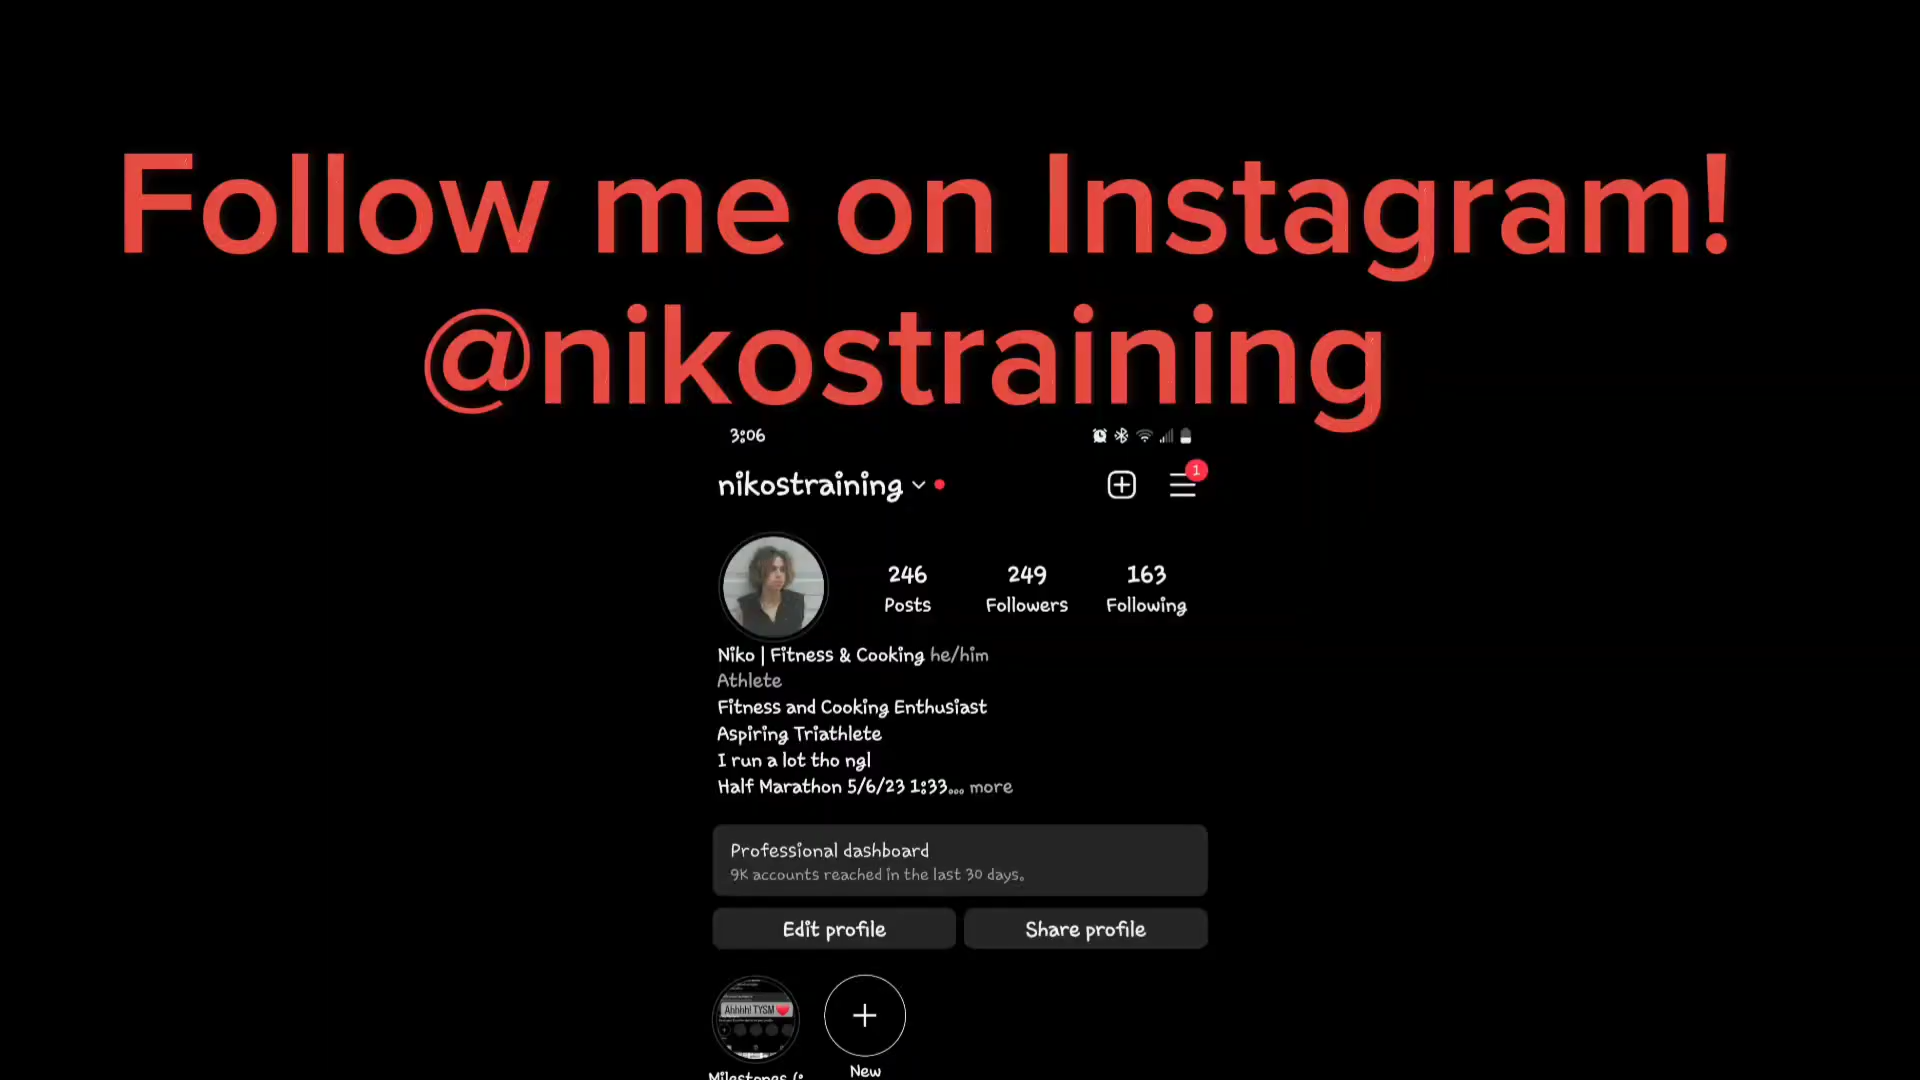 Follow me on Instagram!
@nikostraining
3:06
nikostraining
1
246
249
163
Posts
Followers
Following
Niko | Fitness & Cooking he/him
Athlete
Fitness and Cooking Enthusiast
Aspiring Triathlete
I run a lot tho ngl
Half Marathon 5/6/23 1:33... more
Professional dashboard
9K accounts reached in the last 30 days.
Edit profile
Share profile
Ahhhh! TYSM
New